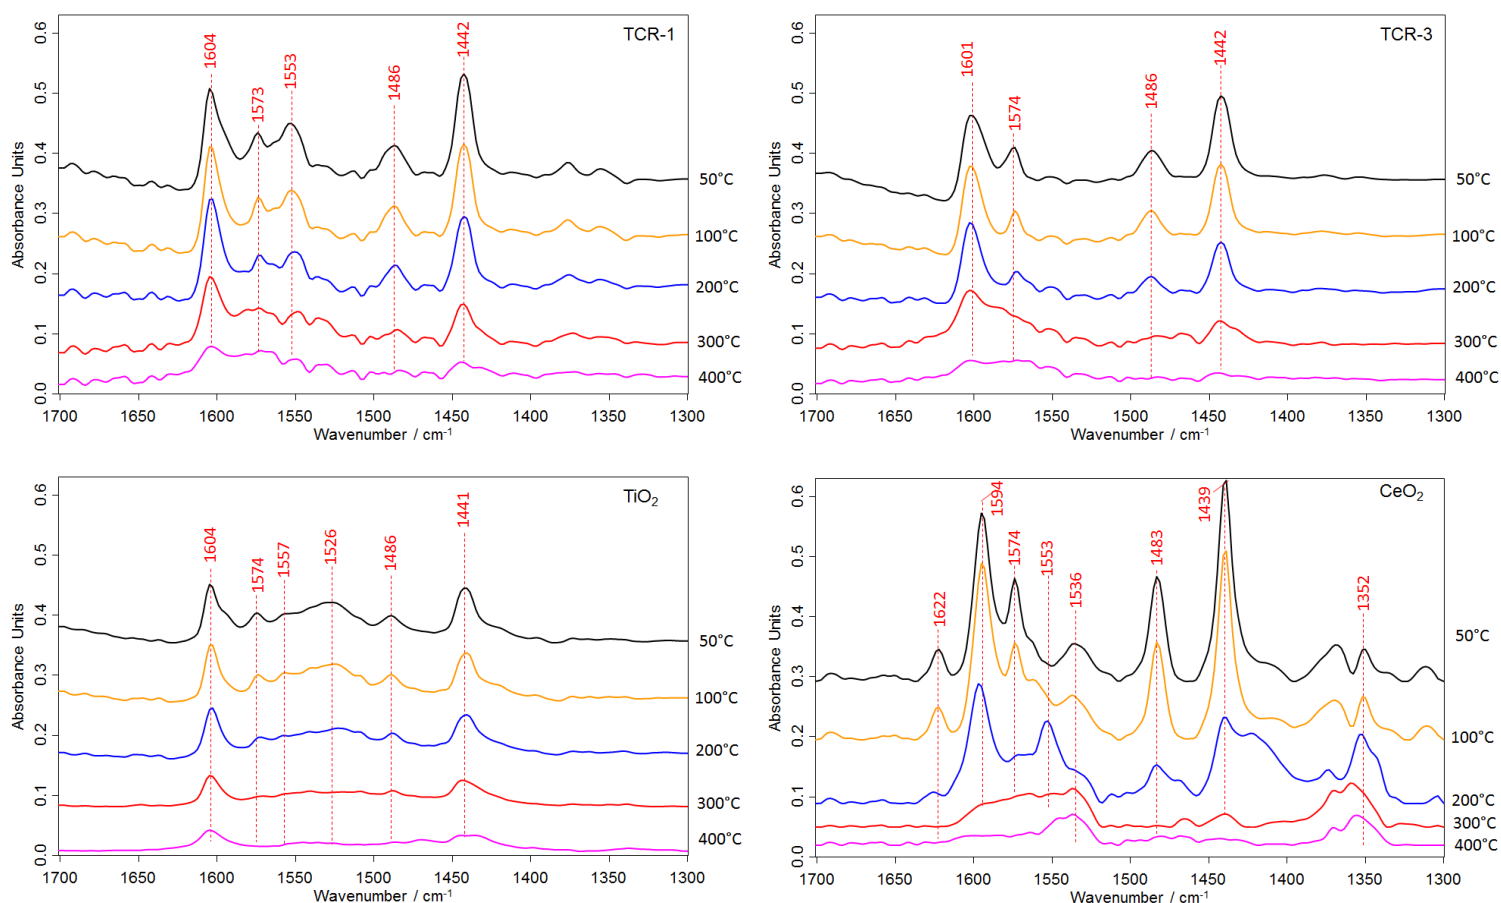 TCR-1
1604
1573
1553
1486
1442
0.6
0.5
0.4
0.3
0.2
0.1
0.0
Absorbance Units
50°C
100°C
200°C
300°C
400°C
1700 1650 1600 1550 1500 1450 1400 1350 1300
Wavenumber / cm-1
TCR-3
1601
1574
1486
1442
0.6
0.5
0.4
0.3
0.2
0.1
0.0
Absorbance Units
50°C
100°C
200°C
300°C
400°C
1700 1650 1600 1550 1500 1450 1400 1350 1300
Wavenumber / cm-1
TiO2
1604
1574
1557
1526
1486
1441
0.6
0.5
0.4
0.3
0.2
0.1
0.0
Absorbance Units
50°C
100°C
200°C
300°C
400°C
1700 1650 1600 1550 1500 1450 1400 1350 1300
Wavenumber / cm-1
CeO2
1622
1594
1574
1553
1536
1483
1439
1352
0.6
0.5
0.4
0.3
0.2
0.1
0.0
Absorbance Units
50°C
100°C
200°C
300°C
400°C
1700 1650 1600 1550 1500 1450 1400 1350 1300
Wavenumber / cm-1